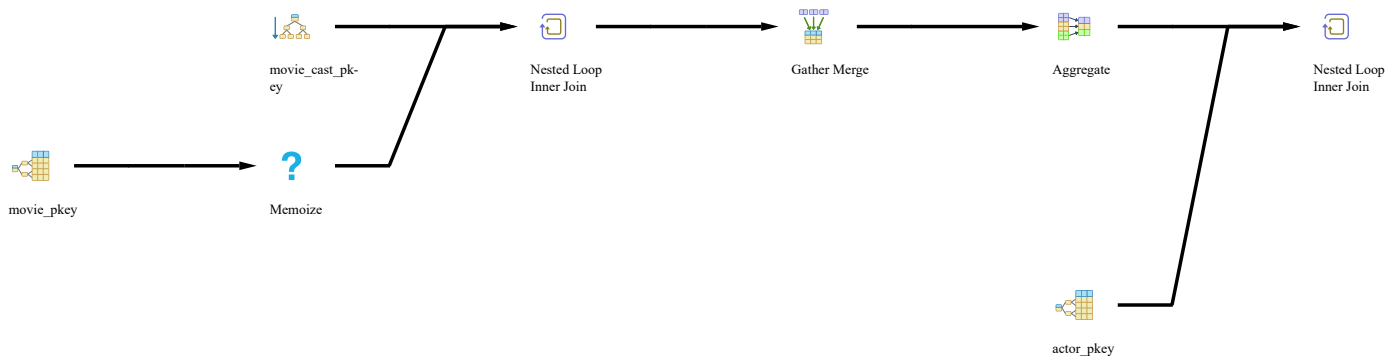 movie_cast_pk-
ey
Nested Loop
Inner Join
Gather Merge
Aggregate
Nested Loop
Inner Join
movie_pkey
?
Memoize
actor_pkey